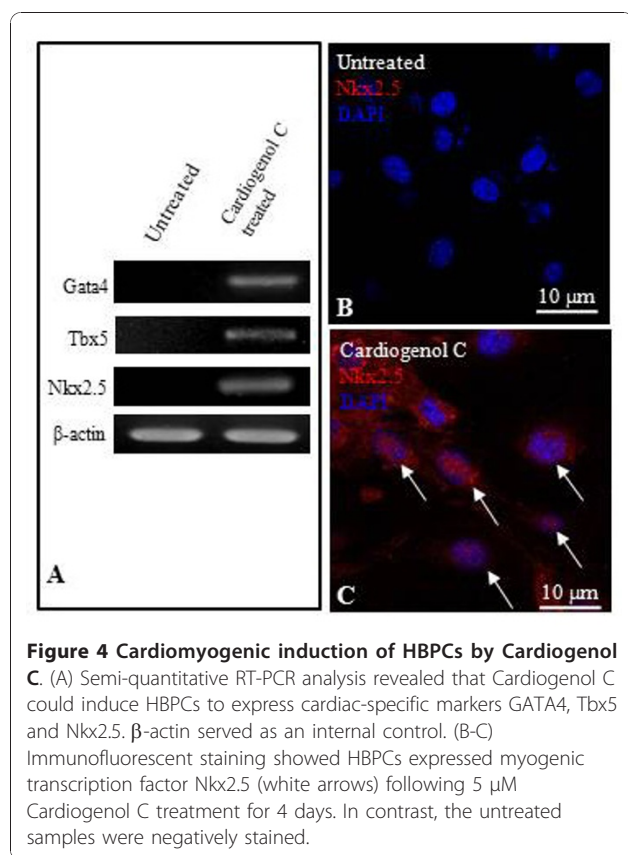 Untreated
Cardiogenol C
treated
Gata4
Tbx5
Nkx2.5
β-actin
A
Untreated
Nkx2.5
DAPI
B
10 μm
Cardiogenol C
Nkx2.5
DAPI
C
10 μm
Figure 4 Cardiomyogenic induction of HBPCs by Cardiogenol
C. (A) Semi-quantitative RT-PCR analysis revealed that Cardiogenol C
could induce HBPCs to express cardiac-specific markers GATA4, Tbx5
and Nkx2.5. β-actin served as an internal control. (B-C)
Immunofluorescent staining showed HBPCs expressed myogenic
transcription factor Nkx2.5 (white arrows) following 5 μM
Cardiogenol C treatment for 4 days. In contrast, the untreated
samples were negatively stained.